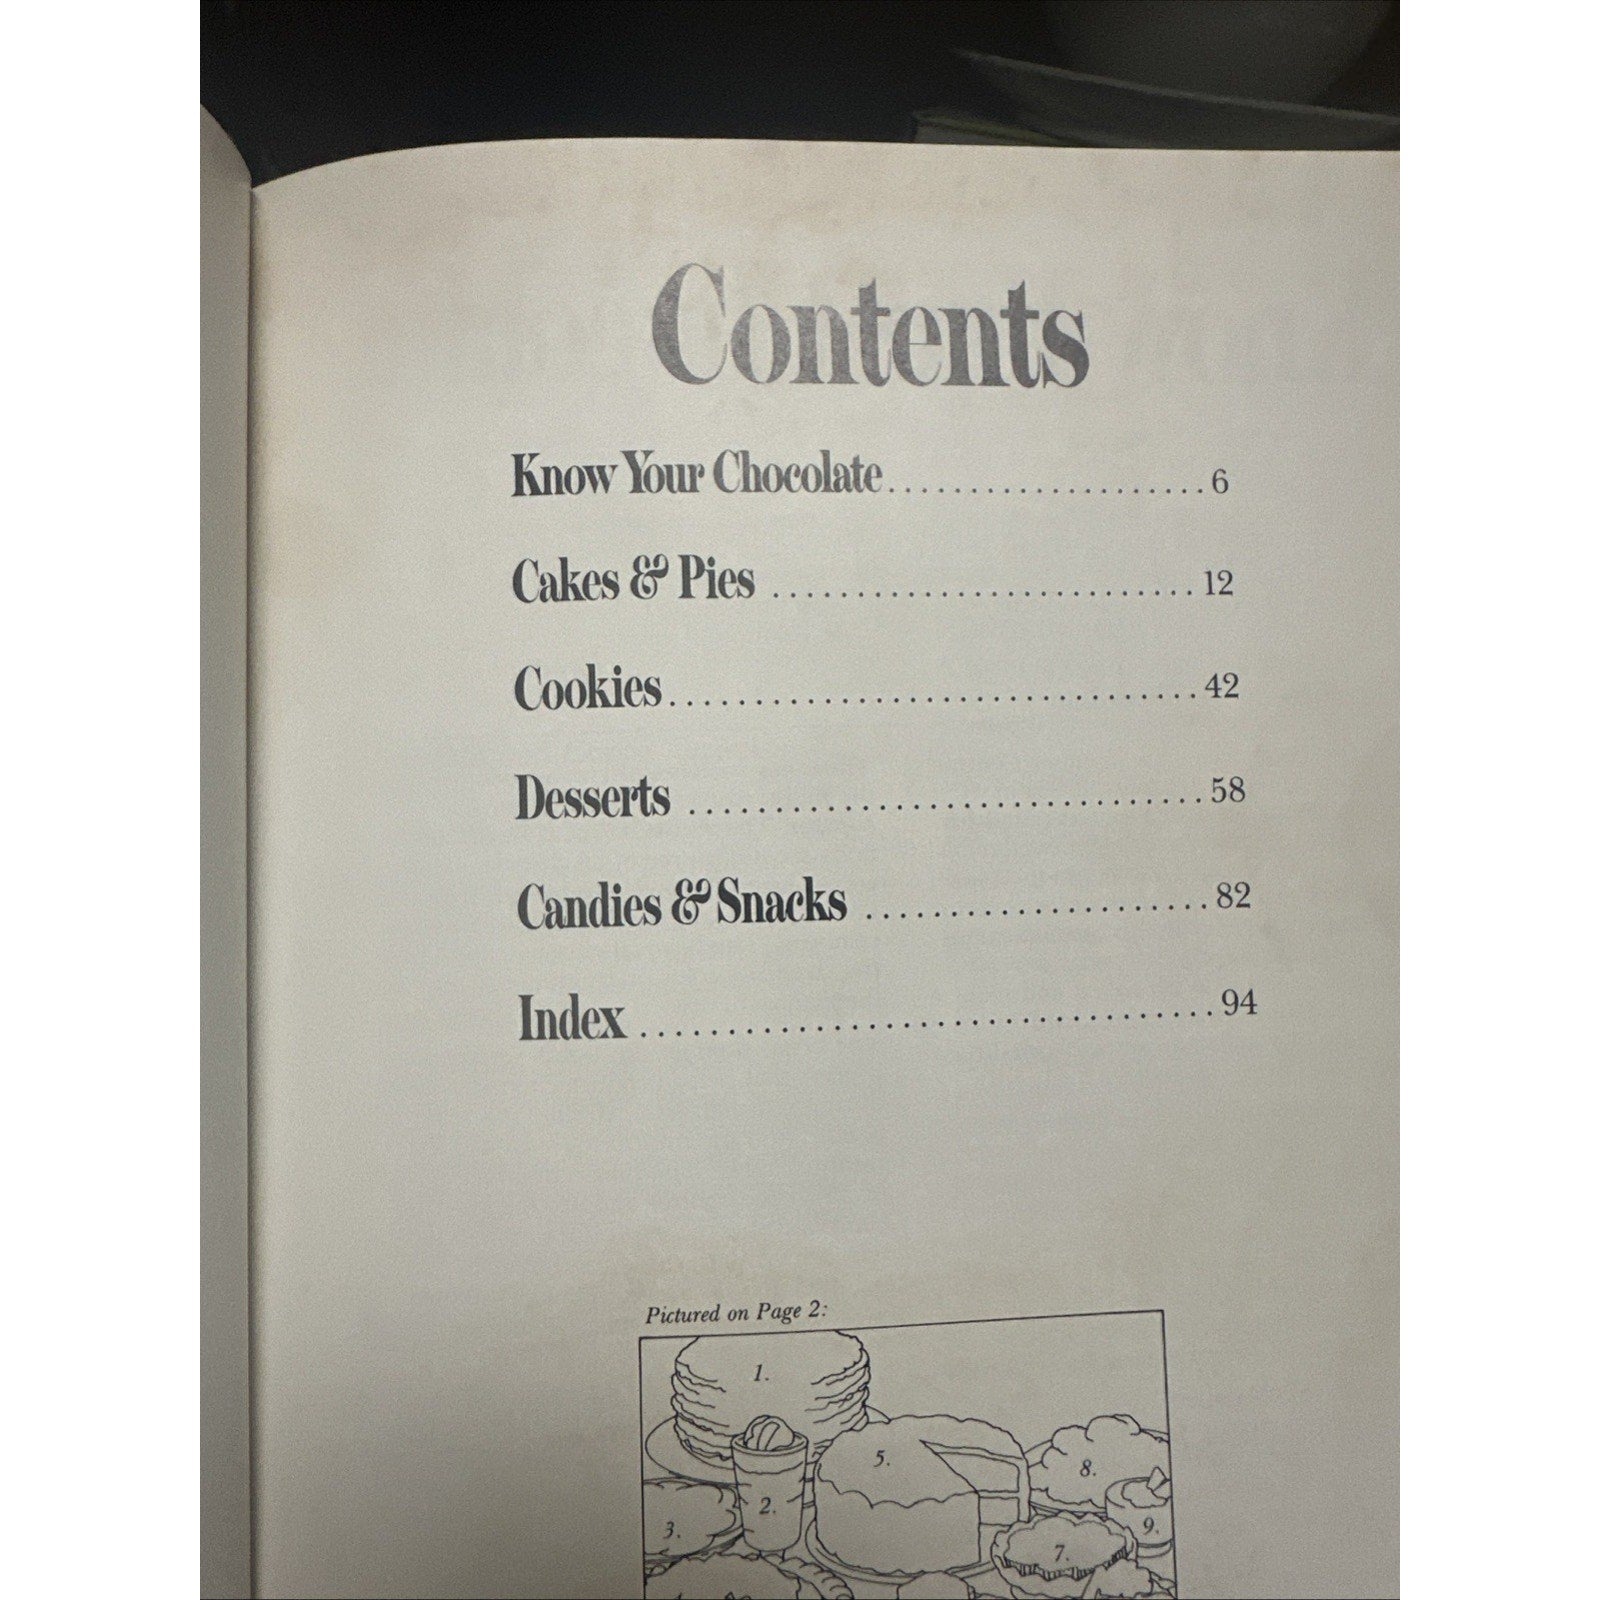 Contents
Know Your Chocolate.....................6
Cakes & Pies ..........................12
Cookies................................42
Desserts ..............................58
Candies & Snacks .....................82
Index ..................................94
Pictured on Page 2:
1.
5.
8.
2.
9.
3.
7.